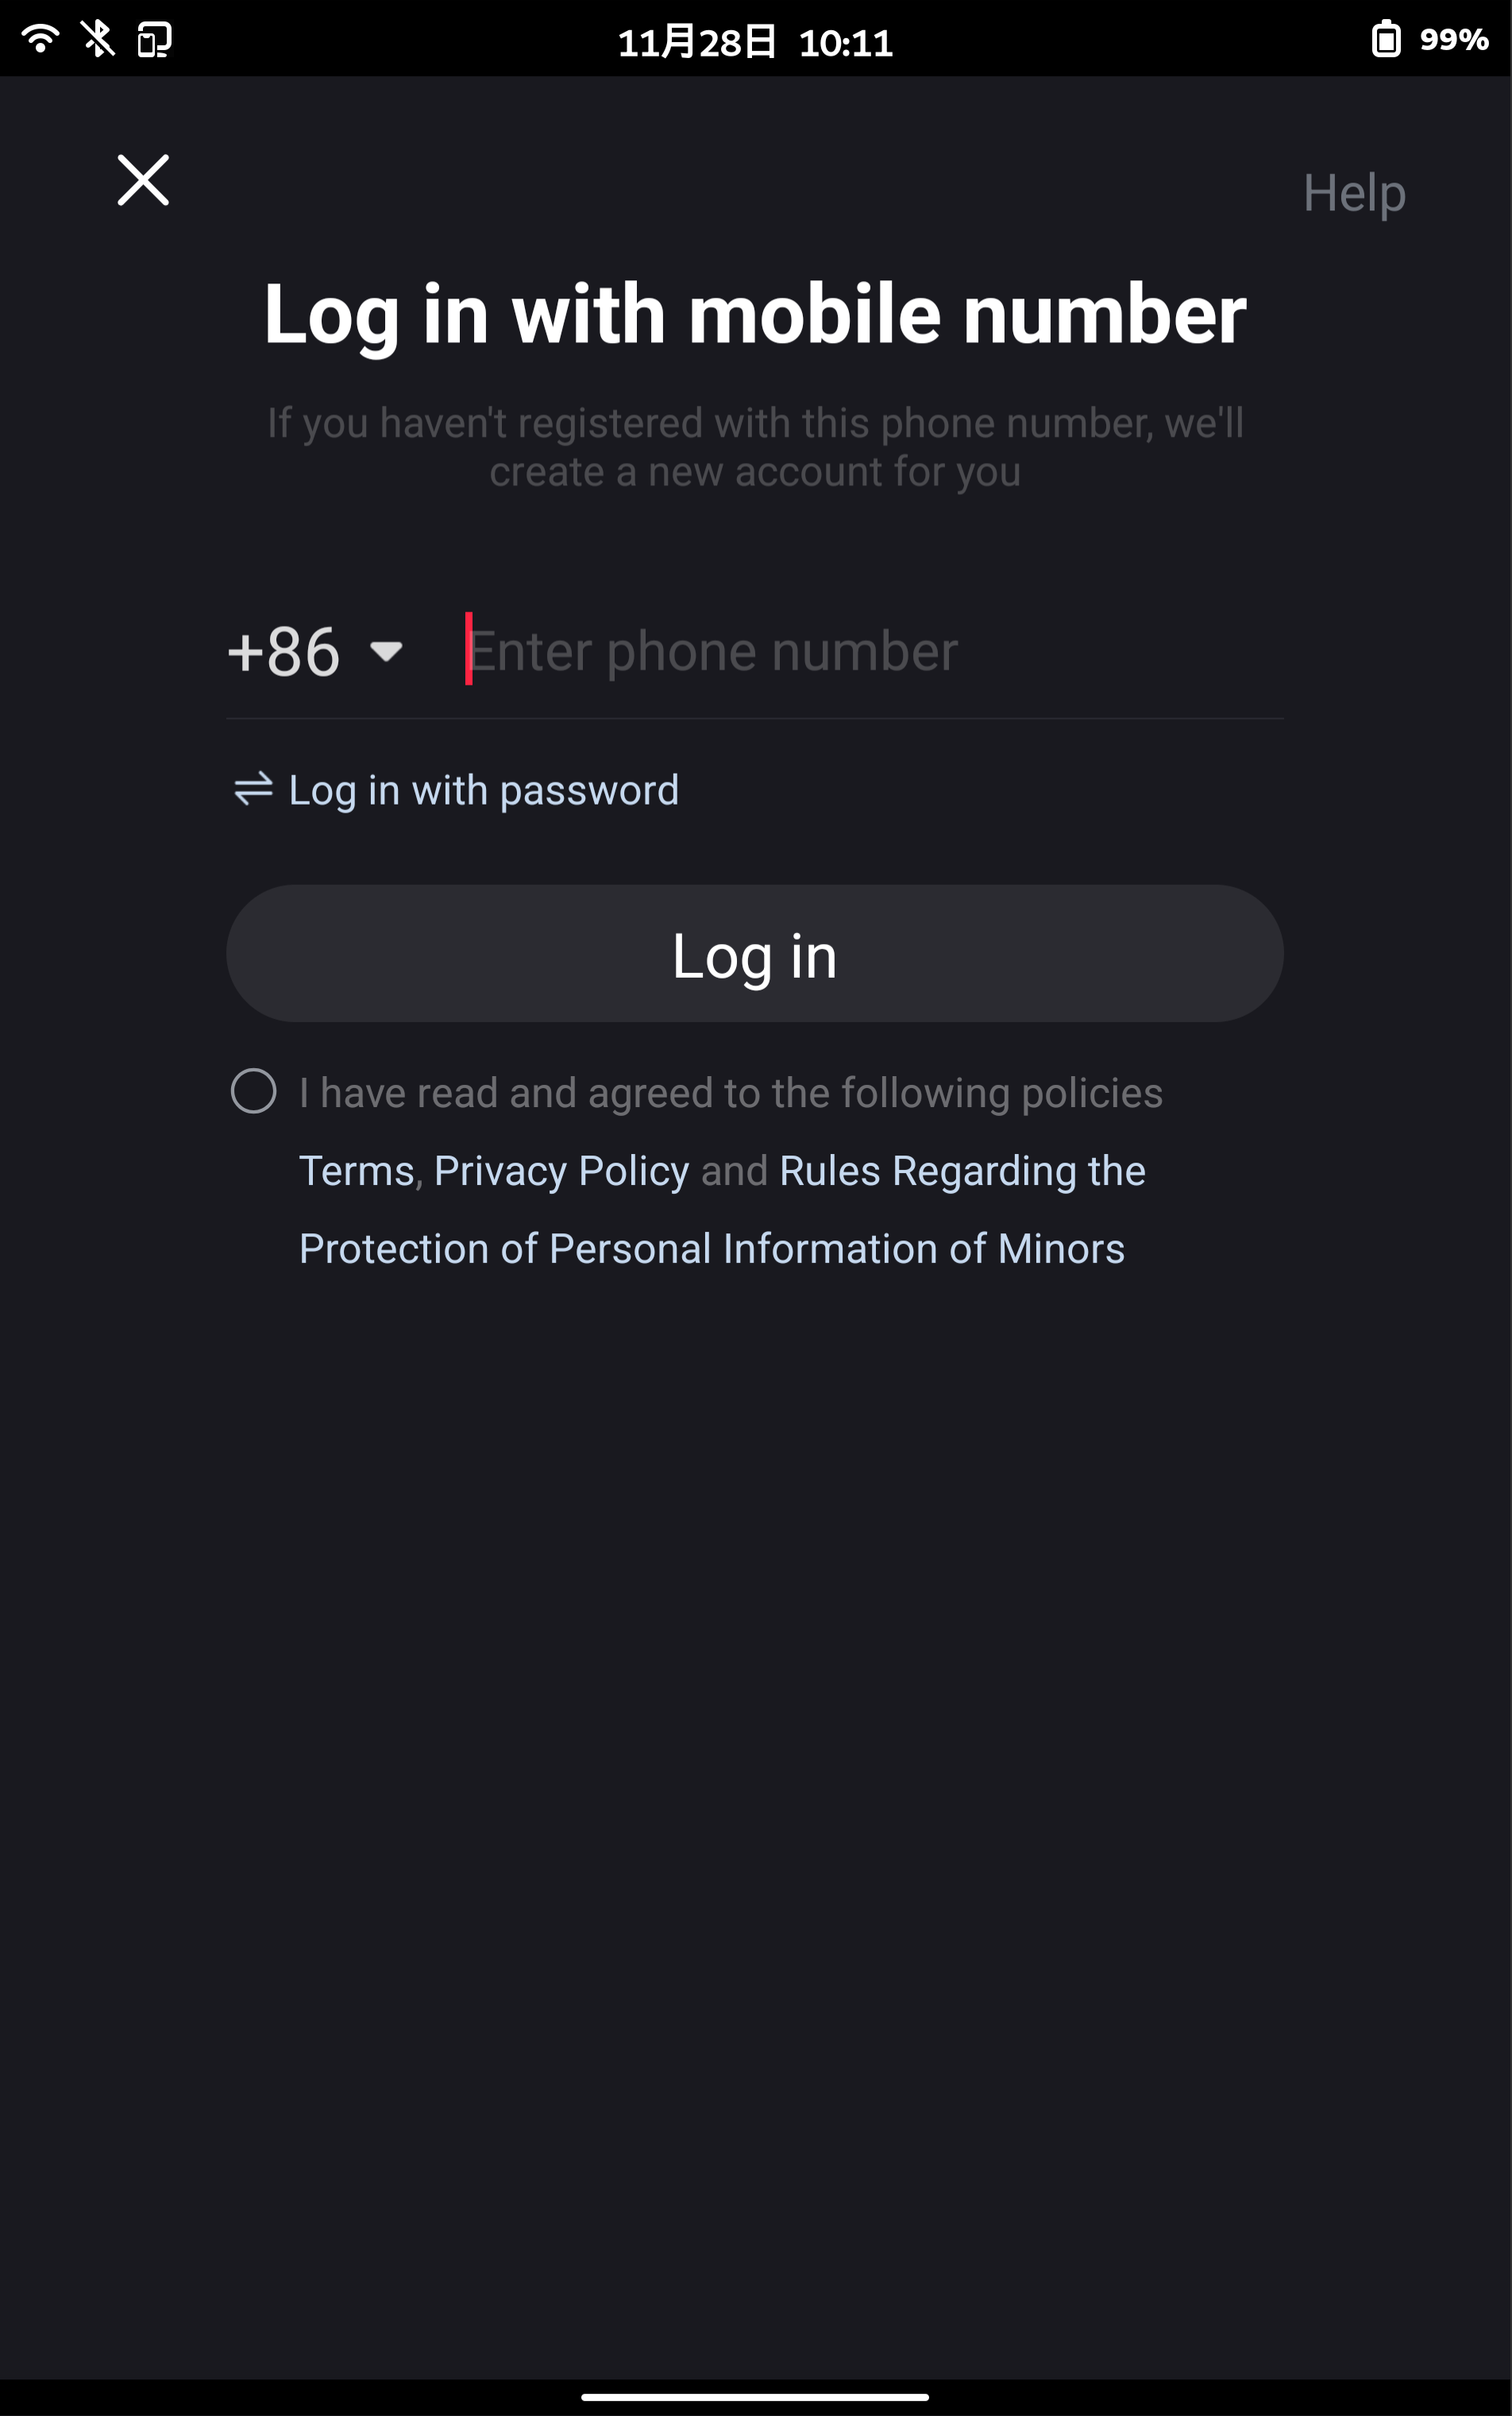 11月28日 10:11
99%
Help
Log in with mobile number
If you haven't registered with this phone number, we'll
create a new account for you
+86
Enter phone number
Log in with password
Log in
I have read and agreed to the following policies
Terms, Privacy Policy and Rules Regarding the
Protection of Personal Information of Minors